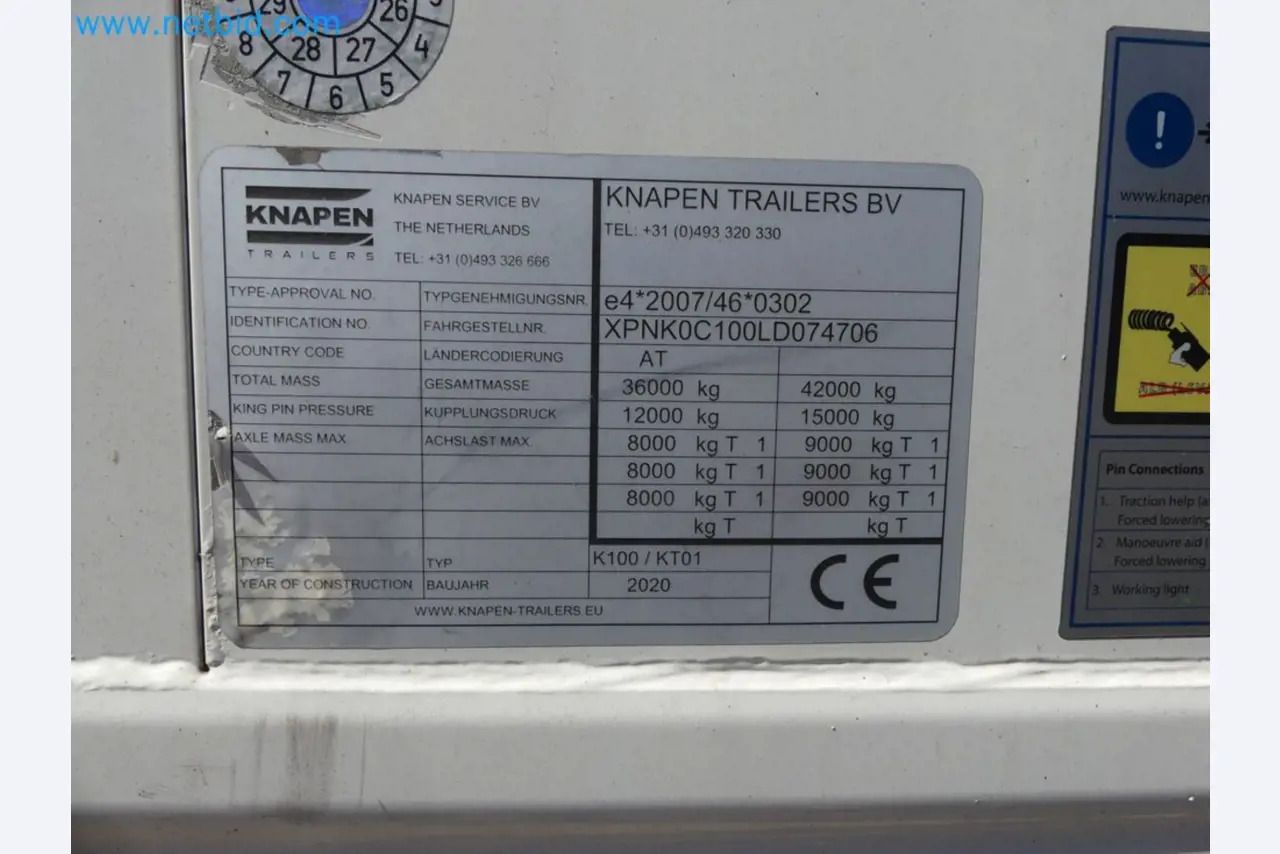 www.netbid.com
29 26
8 28 27 4
7 6 5
KNAPEN
TRAILERS
KNAPEN SERVICE BV
THE NETHERLANDS
TEL: +31 (0)493 326 666
KNAPEN TRAILERS BV
TEL: +31 (0)493 320 330
TYPE-APPROVAL NO. TYPGENEHMIGUNGSNR. e4*2007/46*0302
IDENTIFICATION NO. FAHRGESTELLNR. XPNK0C100LD074706
COUNTRY CODE LÄNDERCODIERUNG AT
TOTAL MASS GESAMTMASSE 36000 kg 42000 kg
KING PIN PRESSURE KUPPLUNGSDRUCK 12000 kg 15000 kg
AXLE MASS MAX. ACHSLAST MAX. 8000 kg T 1 9000 kg T 1
8000 kg T 1 9000 kg T 1
8000 kg T 1 9000 kg T 1
kg T kg T
TYPE TYP K100 / KT01
YEAR OF CONSTRUCTION BAUJAHR 2020
CE
WWW.KNAPEN-TRAILERS.EU
www.knapen
Pin Connections
1. Traction help
Forced lowering
2. Manoeuvre aid
Forced lowering
3. Working light